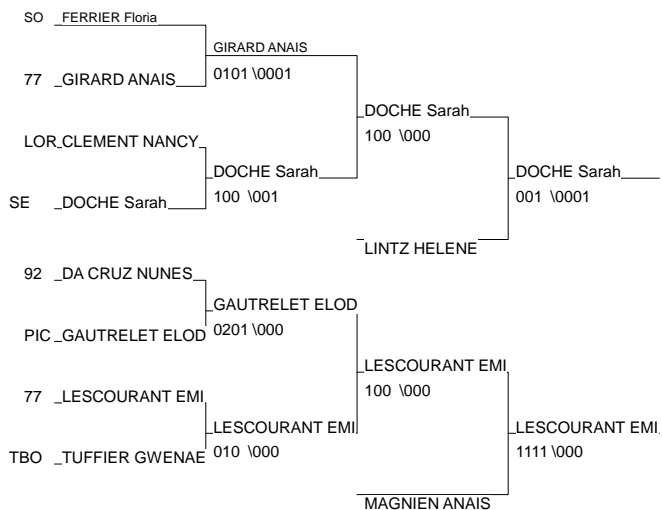 SO _FERRIER Floria
GIRARD ANAIS
77 _GIRARD ANAIS
0101 \0001
DOCHE Sarah
100 \000
LOR_CLEMENT NANCY
DOCHE Sarah
100 \001
SE _DOCHE Sarah
DOCHE Sarah
001 \0001
LINTZ HELENE
92 _DA CRUZ NUNES
GAUTRELET ELOD
0201 \000
PIC _GAUTRELET ELOD
LESCOURANT EMI
100 \000
77 _LESCOURANT EMI
LESCOURANT EMI
010 \000
TBO _TUFFIER GWENAE
LESCOURANT EMI
1111 \000
MAGNIEN ANAIS